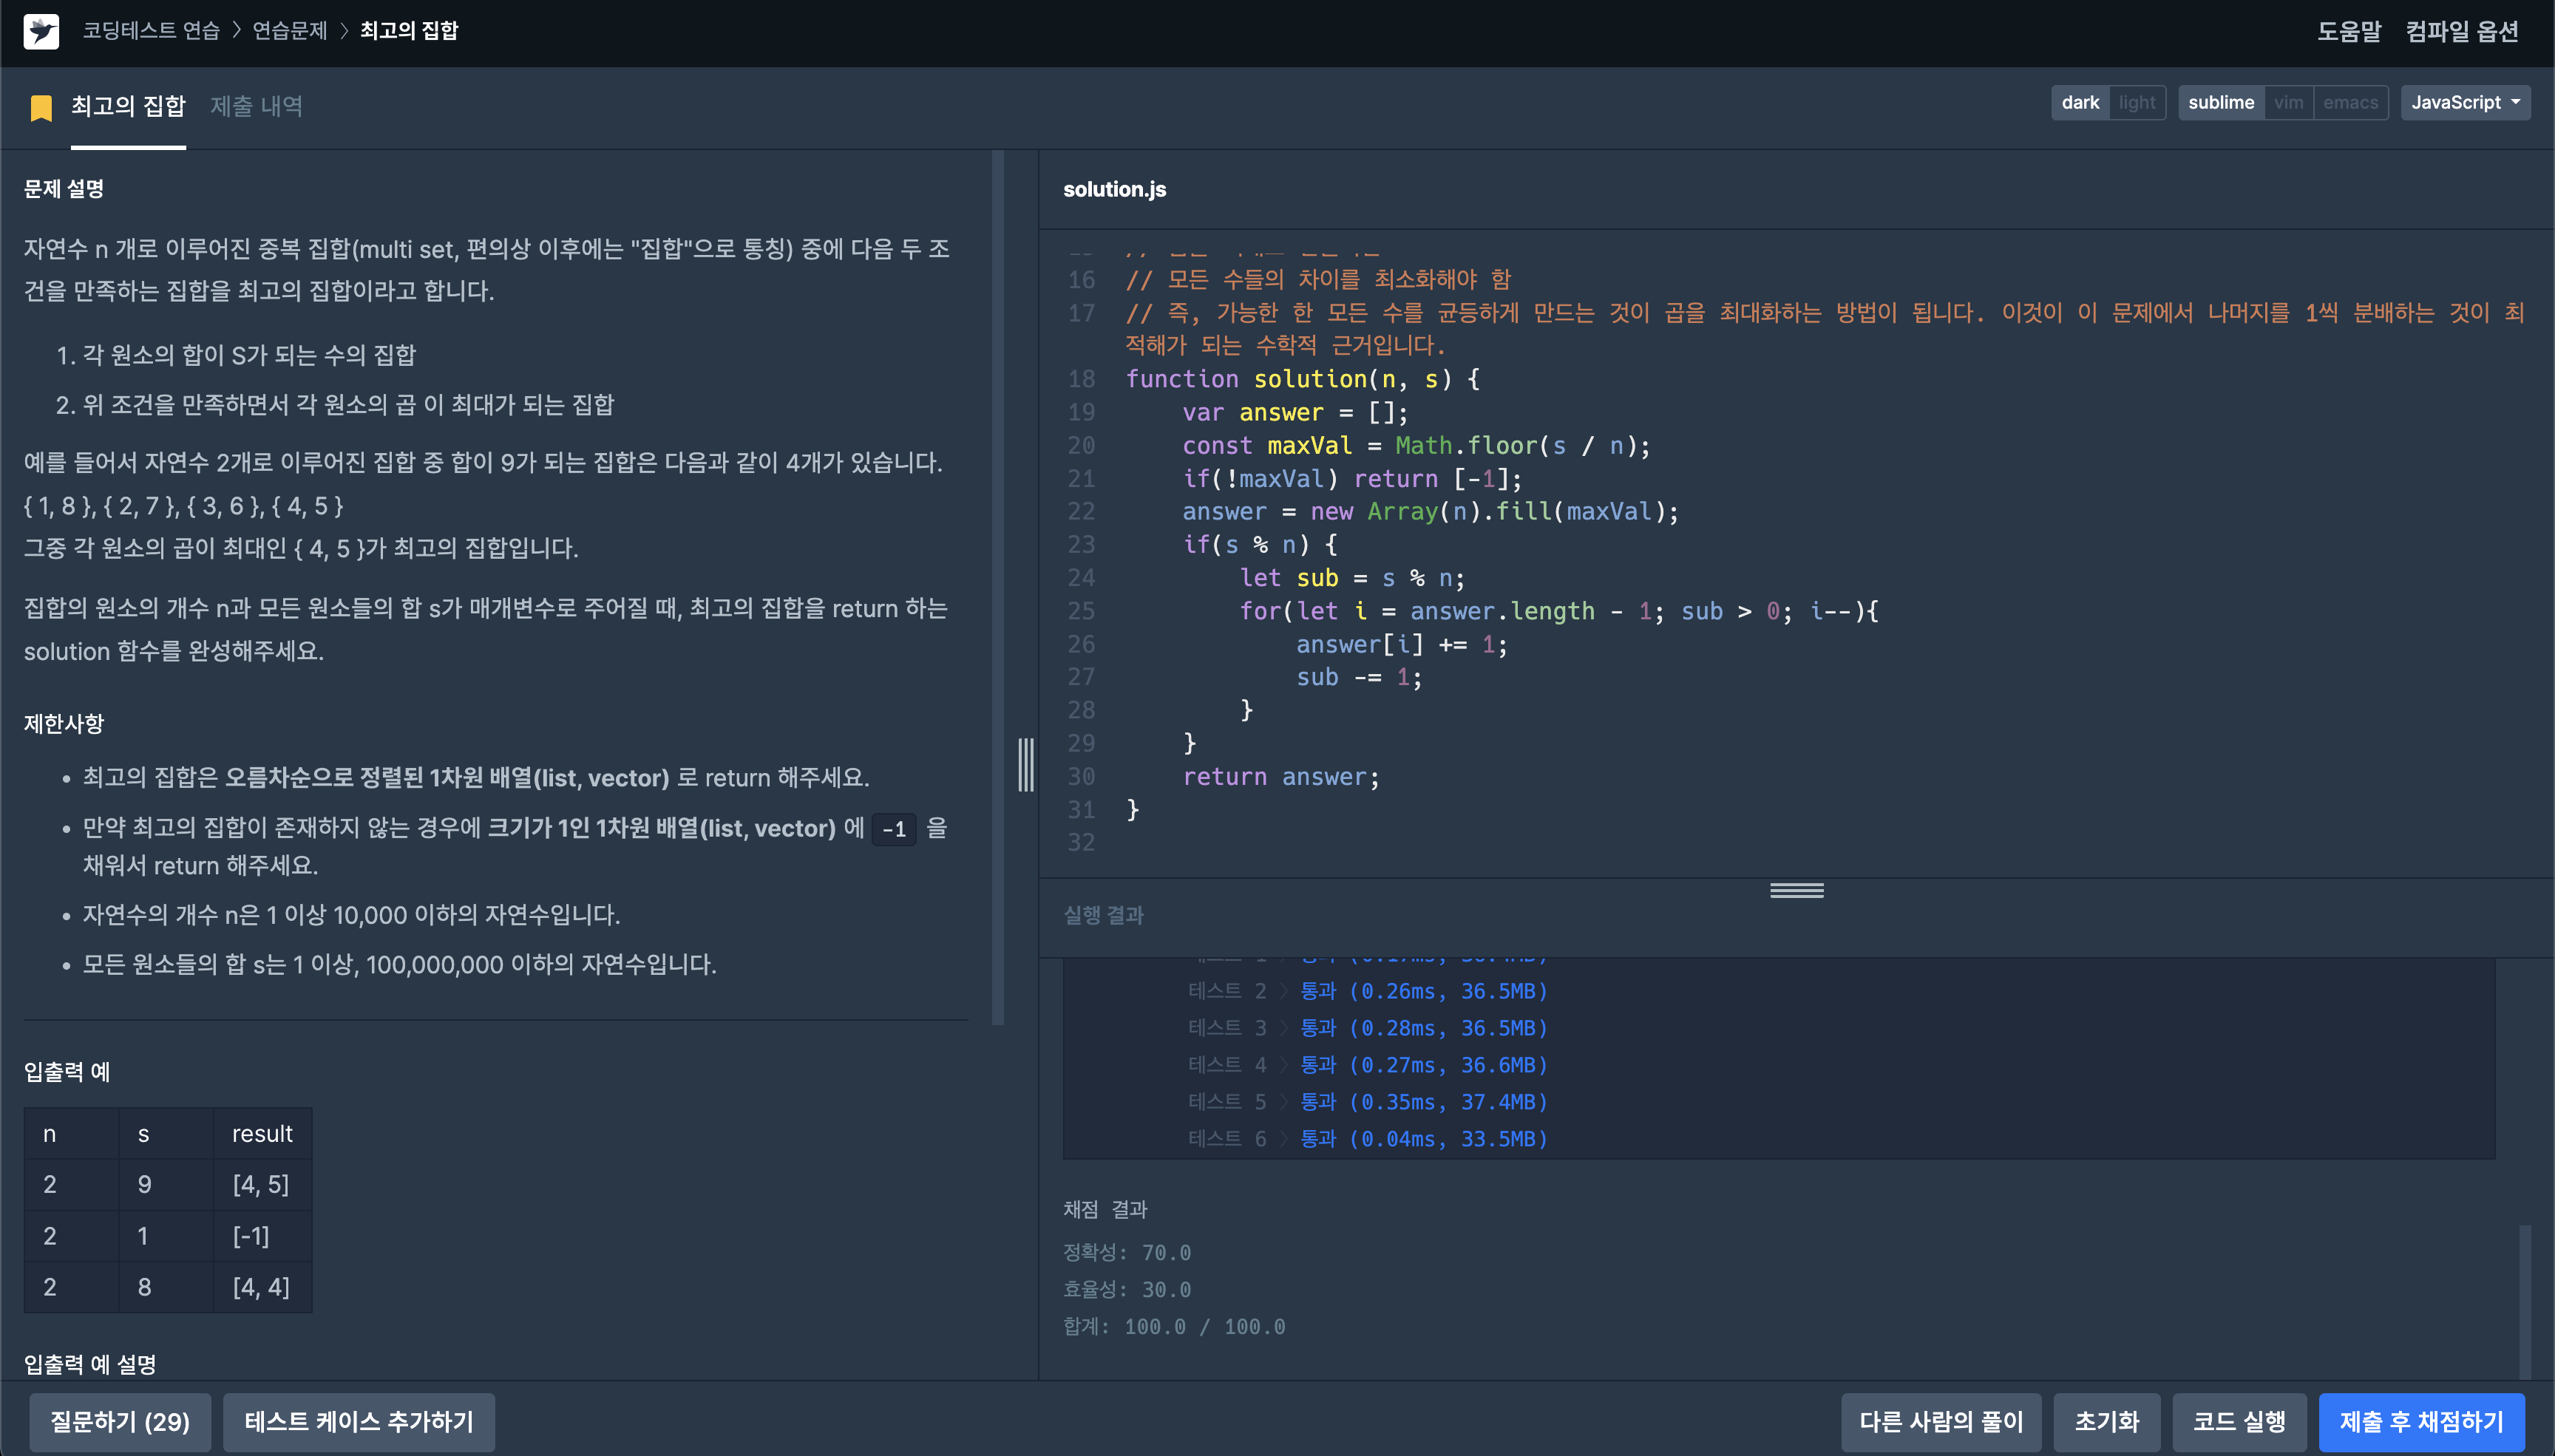 코딩테스트 연습 > 연습문제 > 최고의 집합
도움말 컴파일 옵션
최고의 집합 제출 내역
dark light sublime vim emacs JavaScript
문제 설명
자연수 n 개로 이루어진 중복 집합(multi set, 편의상 이후에는 "집합"으로 통칭) 중에 다음 두 조
건을 만족하는 집합을 최고의 집합이라고 합니다.
1. 각 원소의 합이 S가 되는 수의 집합
2. 위 조건을 만족하면서 각 원소의 곱 이 최대가 되는 집합
예를 들어서 자연수 2개로 이루어진 집합 중 합이 9가 되는 집합은 다음과 같이 4개가 있습니다.
{ 1, 8 }, { 2, 7 }, { 3, 6 }, { 4, 5 }
그중 각 원소의 곱이 최대인 { 4, 5 }가 최고의 집합입니다.
집합의 원소의 개수 n과 모든 원소들의 합 s가 매개변수로 주어질 때, 최고의 집합을 return 하는
solution 함수를 완성해주세요.
제한사항
• 최고의 집합은 오름차순으로 정렬된 1차원 배열(list, vector) 로 return 해주세요.
• 만약 최고의 집합이 존재하지 않는 경우에 크기가 1인 1차원 배열(list, vector) 에 -1 을
채워서 return 해주세요.
• 자연수의 개수 n은 1 이상 10,000 이하의 자연수입니다.
• 모든 원소들의 합 s는 1 이상, 100,000,000 이하의 자연수입니다.
입출력 예
n s result
2 9 [4, 5]
2 1 [-1]
2 8 [4, 4]
입출력 예 설명
solution.js
16 // 모든 수들의 차이를 최소화해야 함
17 // 즉, 가능한 한 모든 수를 균등하게 만드는 것이 곱을 최대화하는 방법이 됩니다. 이것이 이 문제에서 나머지를 1씩 분배하는 것이 최
적해가 되는 수학적 근거입니다.
18 function solution(n, s) {
19     var answer = [];
20     const maxVal = Math.floor(s / n);
21     if(!maxVal) return [-1];
22     answer = new Array(n).fill(maxVal);
23     if(s % n) {
24         let sub = s % n;
25         for(let i = answer.length - 1; sub > 0; i--){
26             answer[i] += 1;
27             sub -= 1;
28         }
29     }
30     return answer;
31 }
32
실행 결과
테스트 2 > 통과 (0.26ms, 36.5MB)
테스트 3 > 통과 (0.28ms, 36.5MB)
테스트 4 > 통과 (0.27ms, 36.6MB)
테스트 5 > 통과 (0.35ms, 37.4MB)
테스트 6 > 통과 (0.04ms, 33.5MB)
채점 결과
정확성: 70.0
효율성: 30.0
합계: 100.0 / 100.0
질문하기 (29) 테스트 케이스 추가하기 다른 사람의 풀이 초기화 코드 실행 제출 후 채점하기